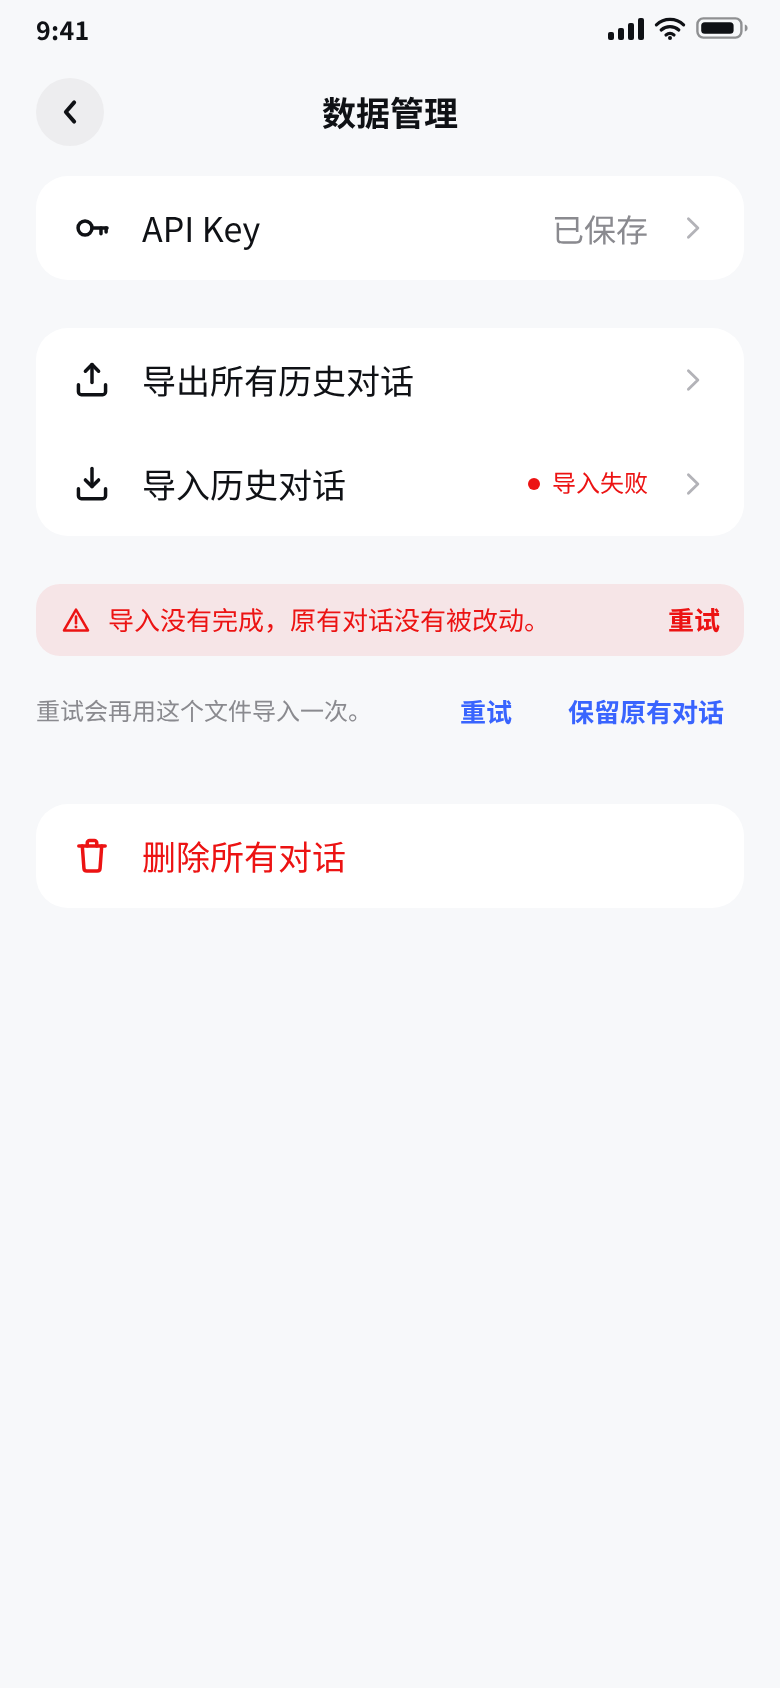 9:41
数据管理
API Key 已保存
导出所有历史对话
导入历史对话 导入失败
导入没有完成，原有对话没有被改动。 重试
重试会再用这个文件导入一次。 重试 保留原有对话
删除所有对话